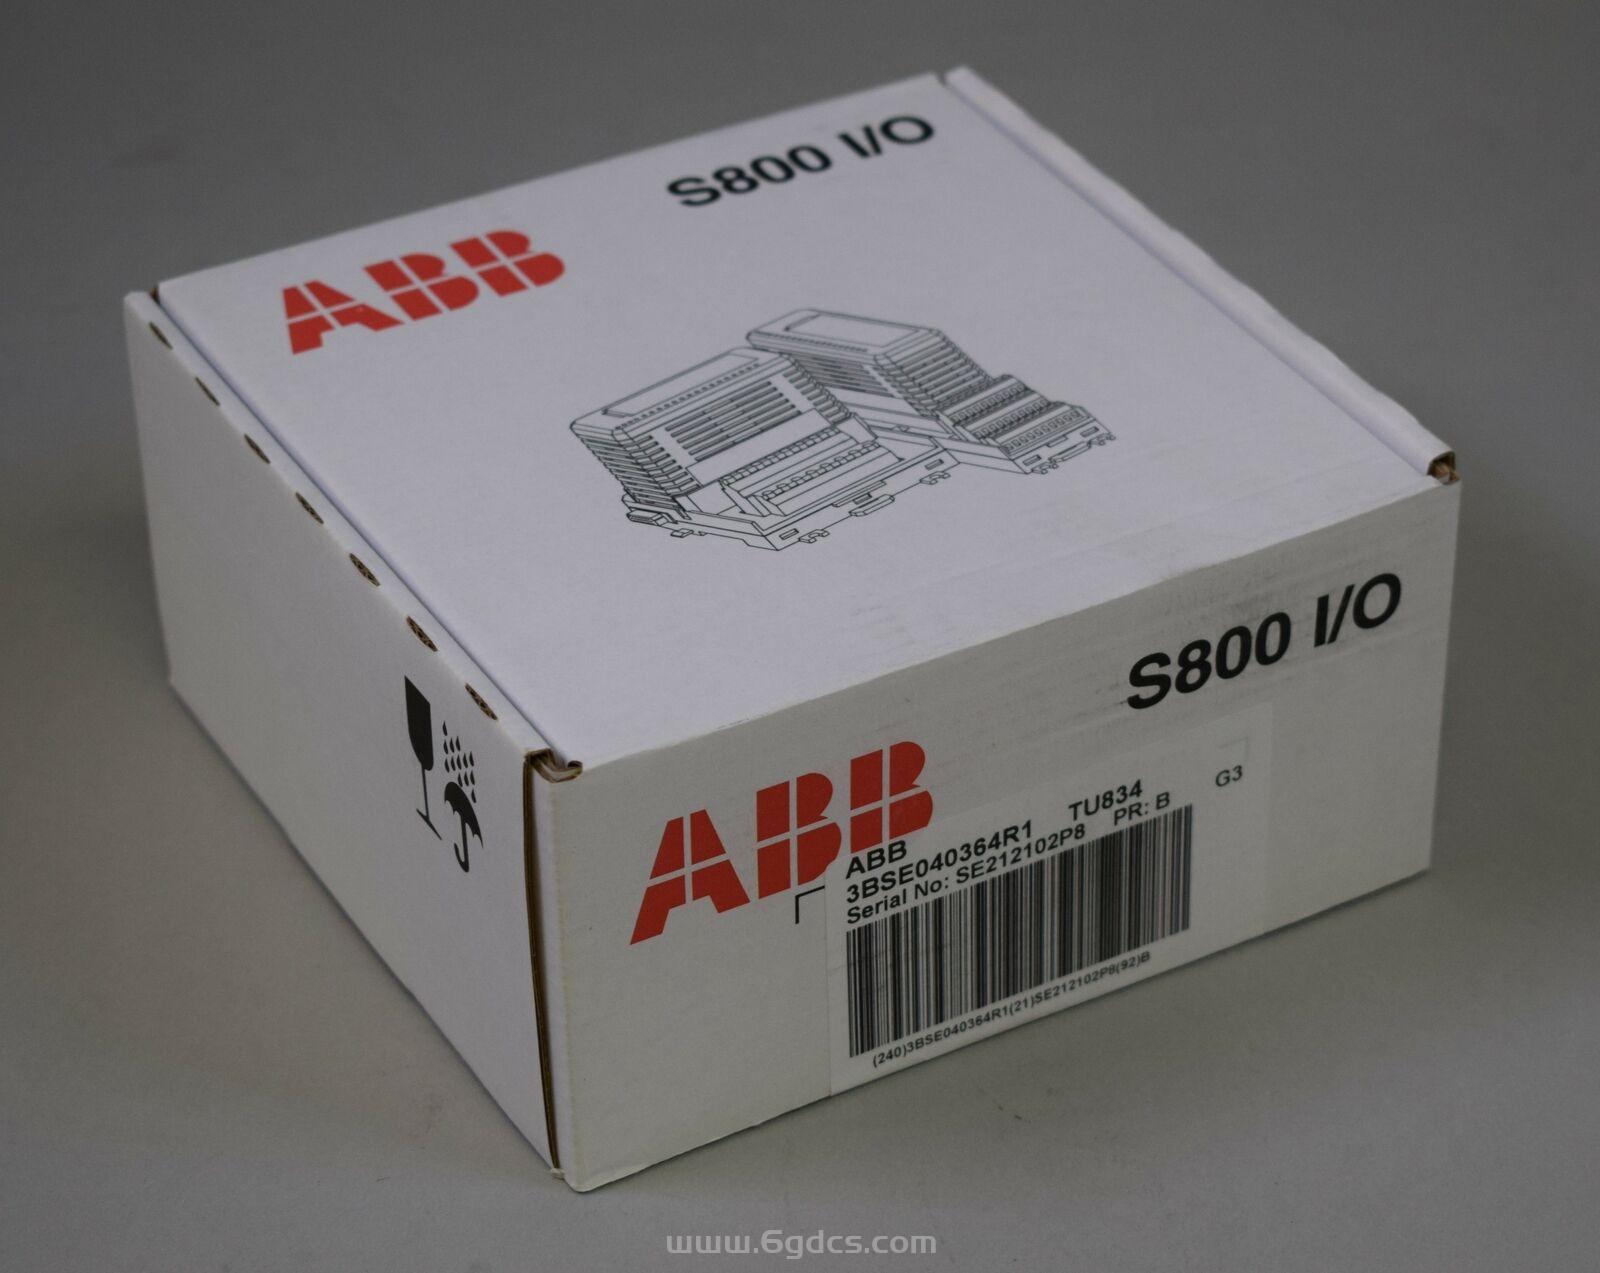 S800 I/O
ABB
S800 I/O
ABB
ABB
3BSE040364R1 TU834 G3
Serial No: SE212102P8 PR: B
(240)3BSE040364R1(21)SE212102P8(92)B
www.6gdcs.com